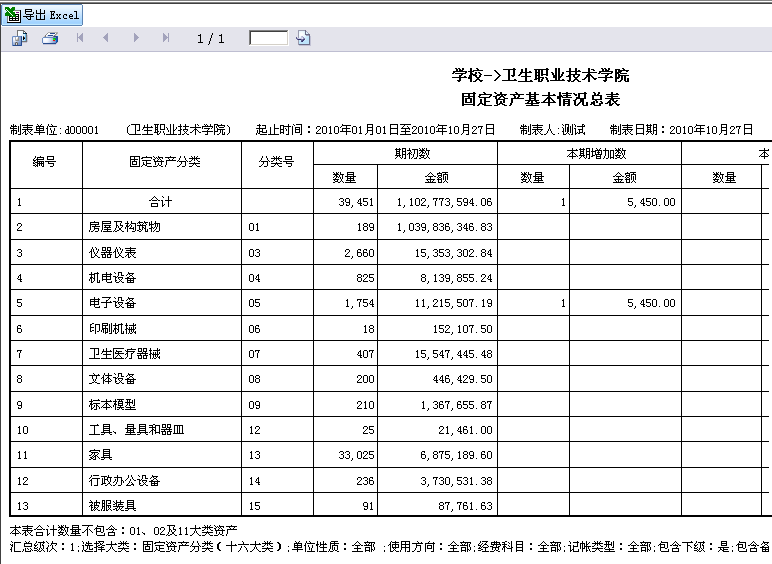 导出Excel
1 / 1
学校->卫生职业技术学院
固定资产基本情况总表
制表单位:d00001 (卫生职业技术学院) 起止时间：2010年01月01日至2010年10月27日 制表人:测试 制表日期：2010年10月27日
编号 固定资产分类 分类号 期初数 本期增加数 本
数量 金额 数量 金额 数量
1 合计 39,451 1,102,773,594.06 1 5,450.00
2 房屋及构筑物 01 189 1,039,836,346.83
3 仪器仪表 03 2,660 15,353,302.84
4 机电设备 04 825 8,139,855.24
5 电子设备 05 1,754 11,215,507.19 1 5,450.00
6 印刷机械 06 18 152,107.50
7 卫生医疗器械 07 407 15,547,445.48
8 文体设备 08 200 446,429.50
9 标本模型 09 210 1,367,655.87
10 工具、量具和器皿 12 25 21,461.00
11 家具 13 33,025 6,875,189.60
12 行政办公设备 14 236 3,730,531.38
13 被服装具 15 91 87,761.63
本表合计数量不包含：01、02及11大类资产
汇总级次：1;选择大类：固定资产分类(十六大类);单位性质：全部 ;使用方向：全部;经费科目：全部;记帐类型：全部;包含下级：是;包含备